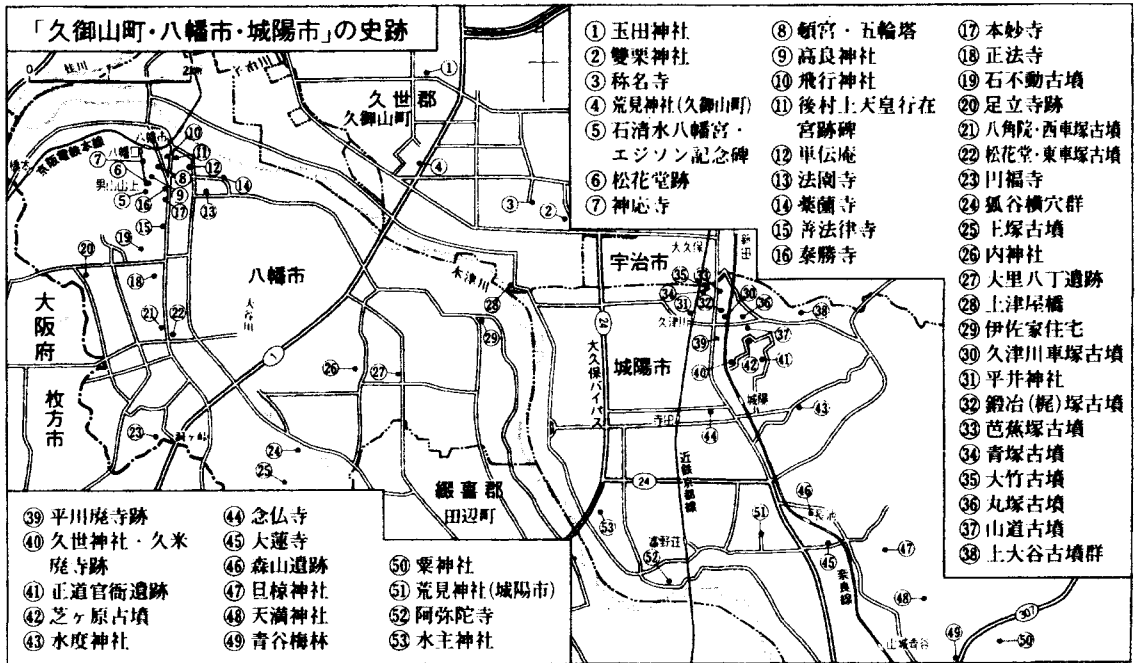 「久御山町・八幡市・城陽市」の史跡
① 玉田神社
② 雙栗神社
③ 称名寺
④ 荒見神社(久御山町)
⑤ 石清水八幡宮・
エジソン記念碑
⑥ 松花堂跡
⑦ 神応寺
⑧ 頓宮・五輪塔
⑨ 高良神社
⑩ 飛行神社
⑪ 後村上天皇行在
宮跡碑
⑫ 単伝庵
⑬ 法園寺
⑭ 薬薗寺
⑮ 善法律寺
⑯ 泰勝寺
⑰ 本妙寺
⑱ 正法寺
⑲ 石不動古墳
⑳ 足立寺跡
㉑ 八角院・西車塚古墳
㉒ 松花堂・東車塚古墳
㉓ 円福寺
㉔ 狐谷横穴群
㉕ 王塚古墳
㉖ 内神社
㉗ 大里八丁遺跡
㉘ 上津屋橋
㉙ 伊佐家住宅
㉚ 久津川車塚古墳
㉛ 平井神社
㉜ 鍛冶(梶)塚古墳
㉝ 芭蕉塚古墳
㉞ 青塚古墳
㉟ 大竹古墳
㊱ 丸塚古墳
㊲ 山道古墳
㊳ 上大谷古墳群
㊴ 平川廃寺跡
㊵ 久世神社・久米
廃寺跡
㊶ 正道官衙遺跡
㊷ 芝ヶ原古墳
㊸ 水度神社
㊹ 念仏寺
㊺ 大蓮寺
㊻ 森山遺跡
㊼ 旦椋神社
㊽ 天満神社
㊾ 青谷梅林
㊿ 粟神社
51 荒見神社(城陽市)
52 阿弥陀寺
53 水主神社
桂川
宇治川
久世郡
久御山町
京阪電鉄本線
橋本
八幡市
男山山上
八幡市
大谷川
木津川
大阪府
枚方市
洞ヶ峠
綴喜郡
田辺町
宇治市
大久保
新田
久津川
城陽市
大久保バイパス
城陽
寺田
近鉄京都線
富野荘
長池
奈良線
山城青谷
1
24
24
307